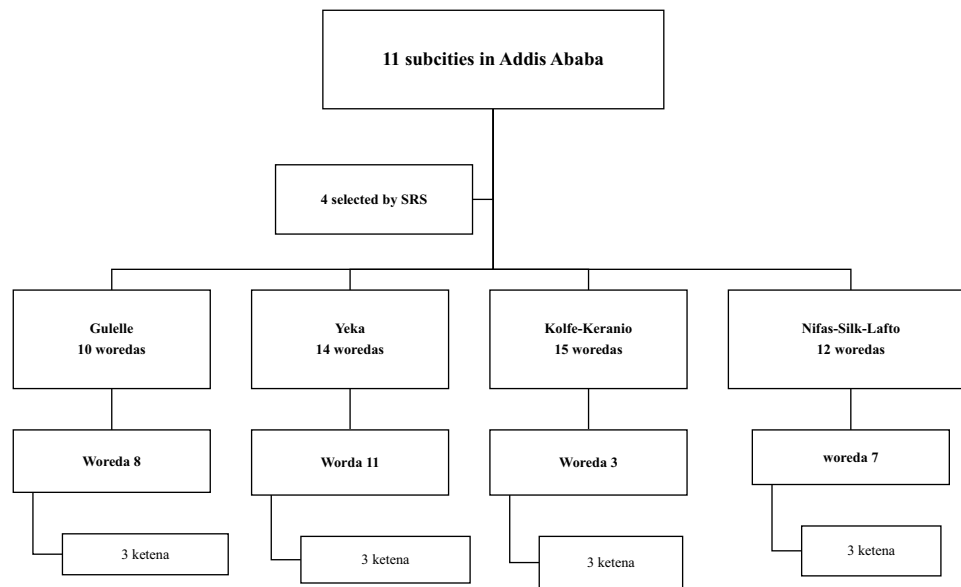 11 subcities in Addis Ababa
4 selected by SRS
Gulelle
10 woredas
Yeka
14 woredas
Kolfe-Keranio
15 woredas
Nifas-Silk-Lafto
12 woredas
Woreda 8
Worda 11
Woreda 3
woreda 7
3 ketena
3 ketena
3 ketena
3 ketena